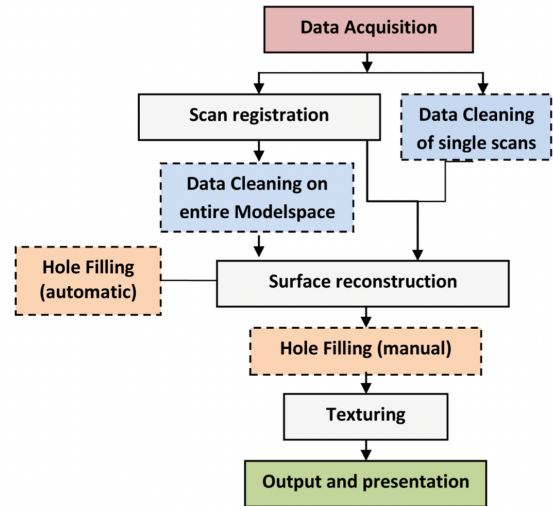 Data Acquisition
Scan registration
Data Cleaning
of single scans
Data Cleaning on
entire Modelspace
Hole Filling
(automatic)
Surface reconstruction
Hole Filling (manual)
Texturing
Output and presentation